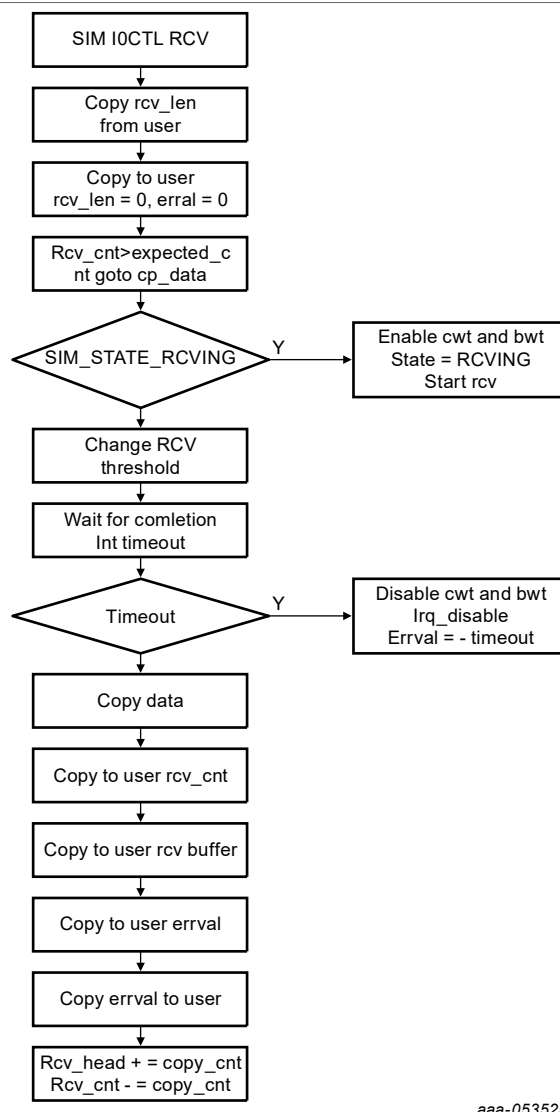 SIM I0CTL RCV
Copy rcv_len
from user
Copy to user
rcv_len = 0, erral = 0
Rcv_cnt>expected_c
nt goto cp_data
SIM_STATE_RCVING
Y
Enable cwt and bwt
State = RCVING
Start rcv
Change RCV
threshold
Wait for comletion
Int timeout
Timeout
Y
Disable cwt and bwt
Irq_disable
Errval = - timeout
Copy data
Copy to user rcv_cnt
Copy to user rcv buffer
Copy to user errval
Copy errval to user
Rcv_head + = copy_cnt
Rcv_cnt - = copy_cnt
aaa-05352